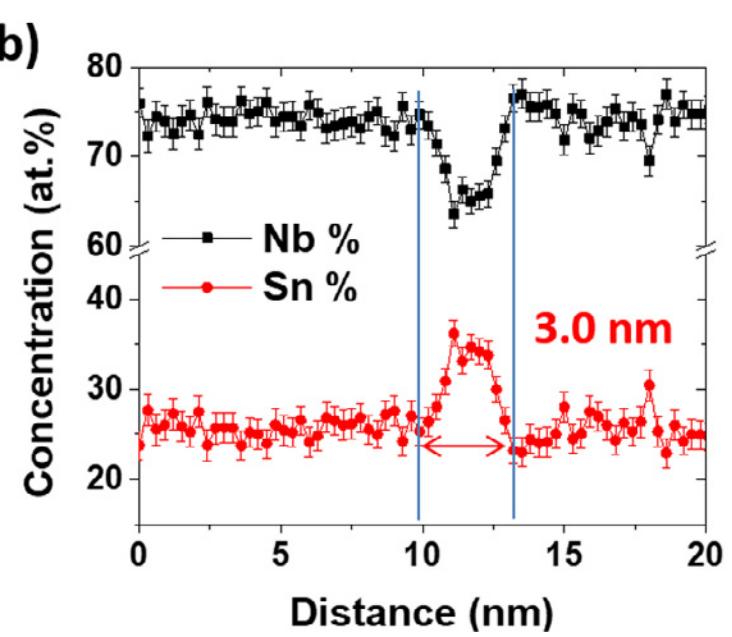 b)
80
70
60
Nb %
Sn %
40
3.0 nm
30
20
0 5 10 15 20
Concentration (at.%)
Distance (nm)